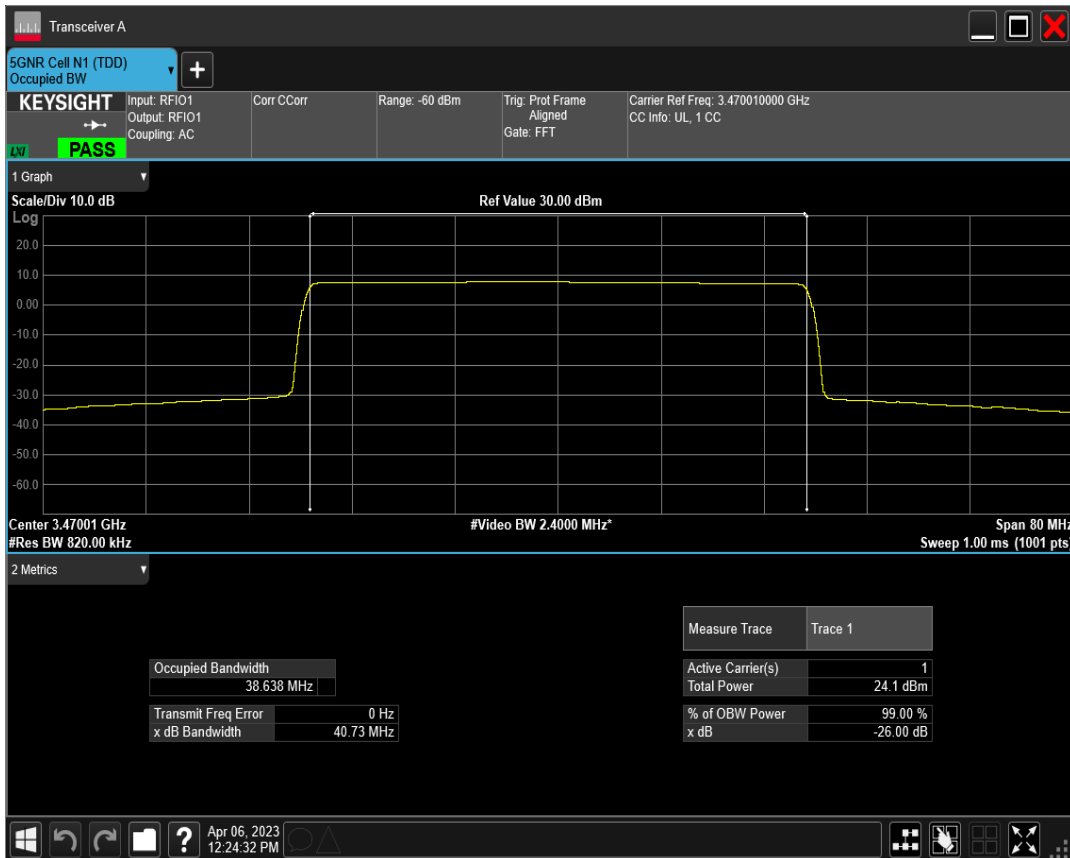 Transceiver A
5GNR Cell N1 (TDD)
Occupied BW
+
KEYSIGHT
LXI
PASS
Input: RFIO1
Output: RFIO1
Coupling: AC
Corr CCorr
Range: -60 dBm
Trig: Prot Frame
Aligned
Gate: FFT
Carrier Ref Freq: 3.470010000 GHz
CC Info: UL, 1 CC
1 Graph
Scale/Div 10.0 dB
Ref Value 30.00 dBm
Log
20.0
10.0
0.00
-10.0
-20.0
-30.0
-40.0
-50.0
-60.0
Center 3.47001 GHz
#Video BW 2.4000 MHz*
Span 80 MHz
#Res BW 820.00 kHz
Sweep 1.00 ms (1001 pts)
2 Metrics
Measure Trace Trace 1
Occupied Bandwidth
38.638 MHz
Active Carrier(s) 1
Total Power 24.1 dBm
Transmit Freq Error 0 Hz
x dB Bandwidth 40.73 MHz
% of OBW Power 99.00 %
x dB -26.00 dB
?
Apr 06, 2023
12:24:32 PM